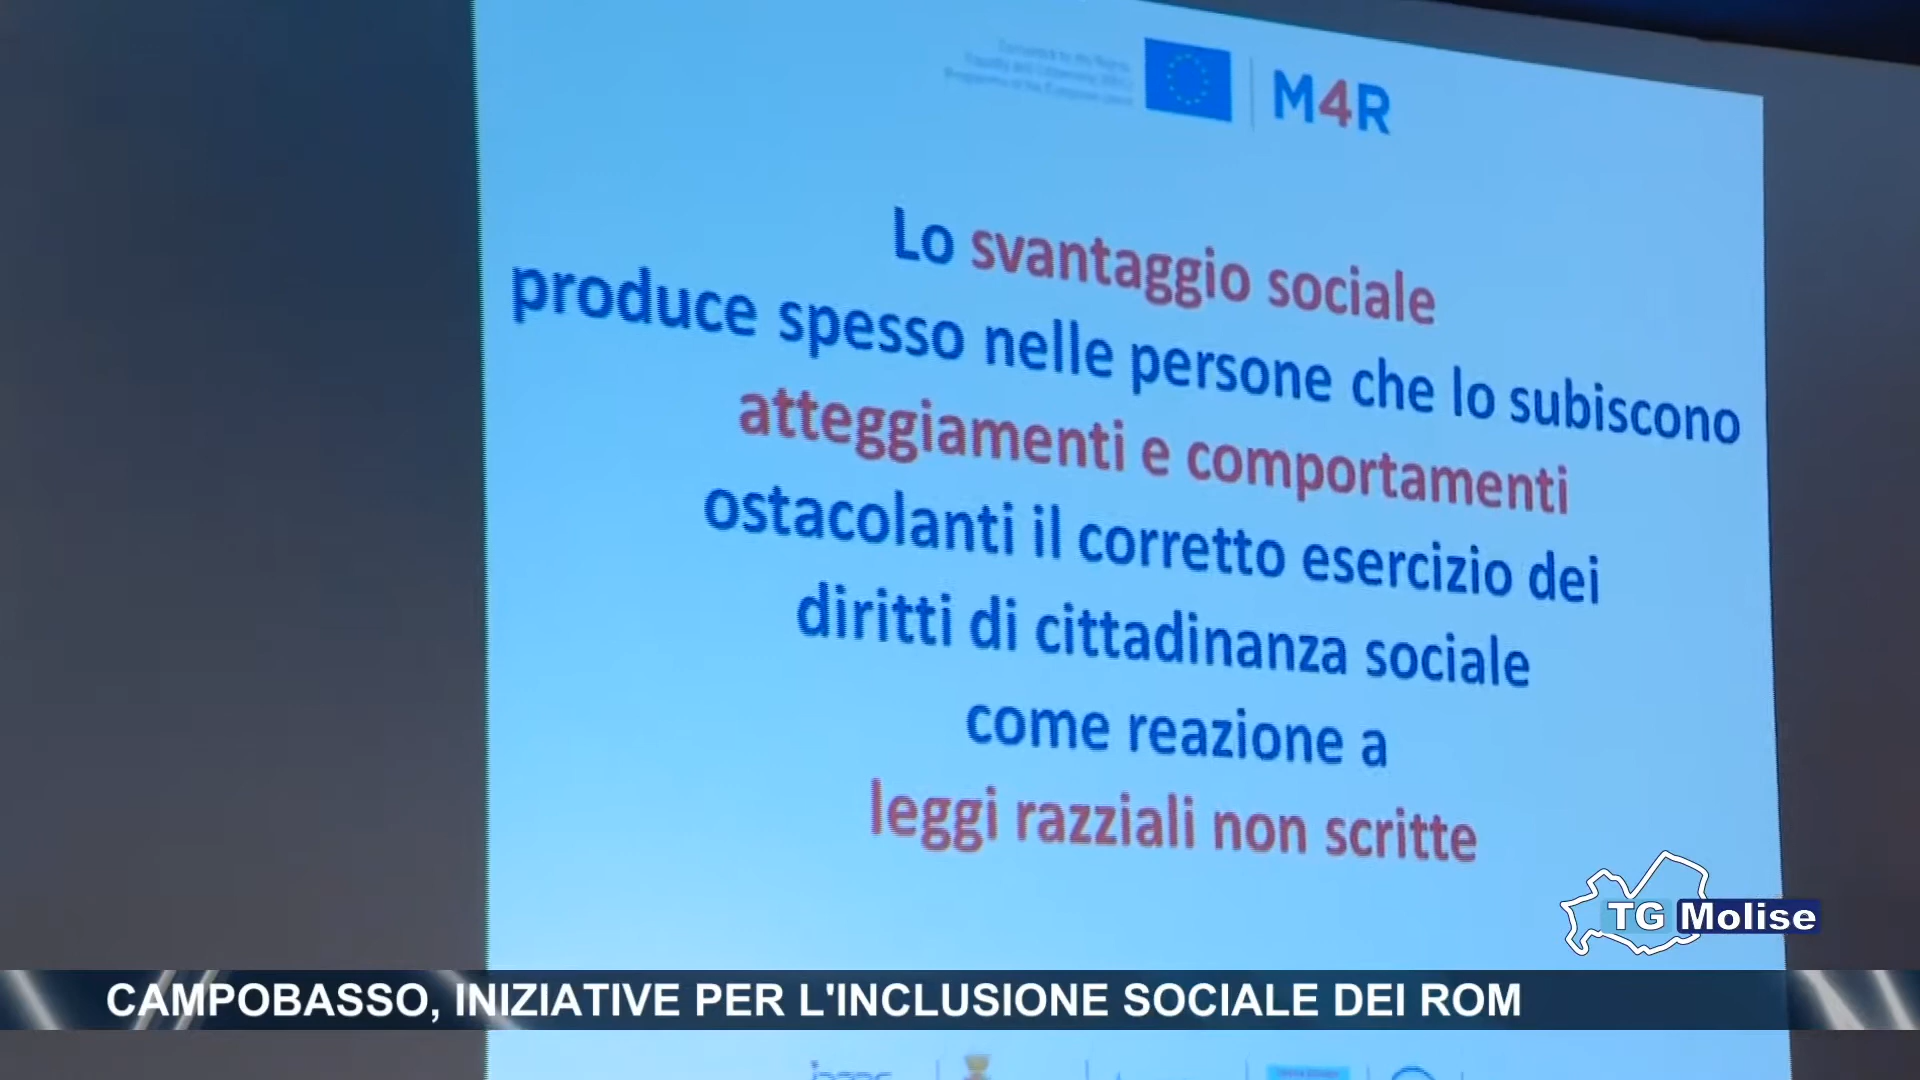 M4R
Lo svantaggio sociale
produce spesso nelle persone che lo subiscono
atteggiamenti e comportamenti
ostacolanti il corretto esercizio dei
diritti di cittadinanza sociale
come reazione a
leggi razziali non scritte
TG Molise
CAMPOBASSO, INIZIATIVE PER L'INCLUSIONE SOCIALE DEI ROM